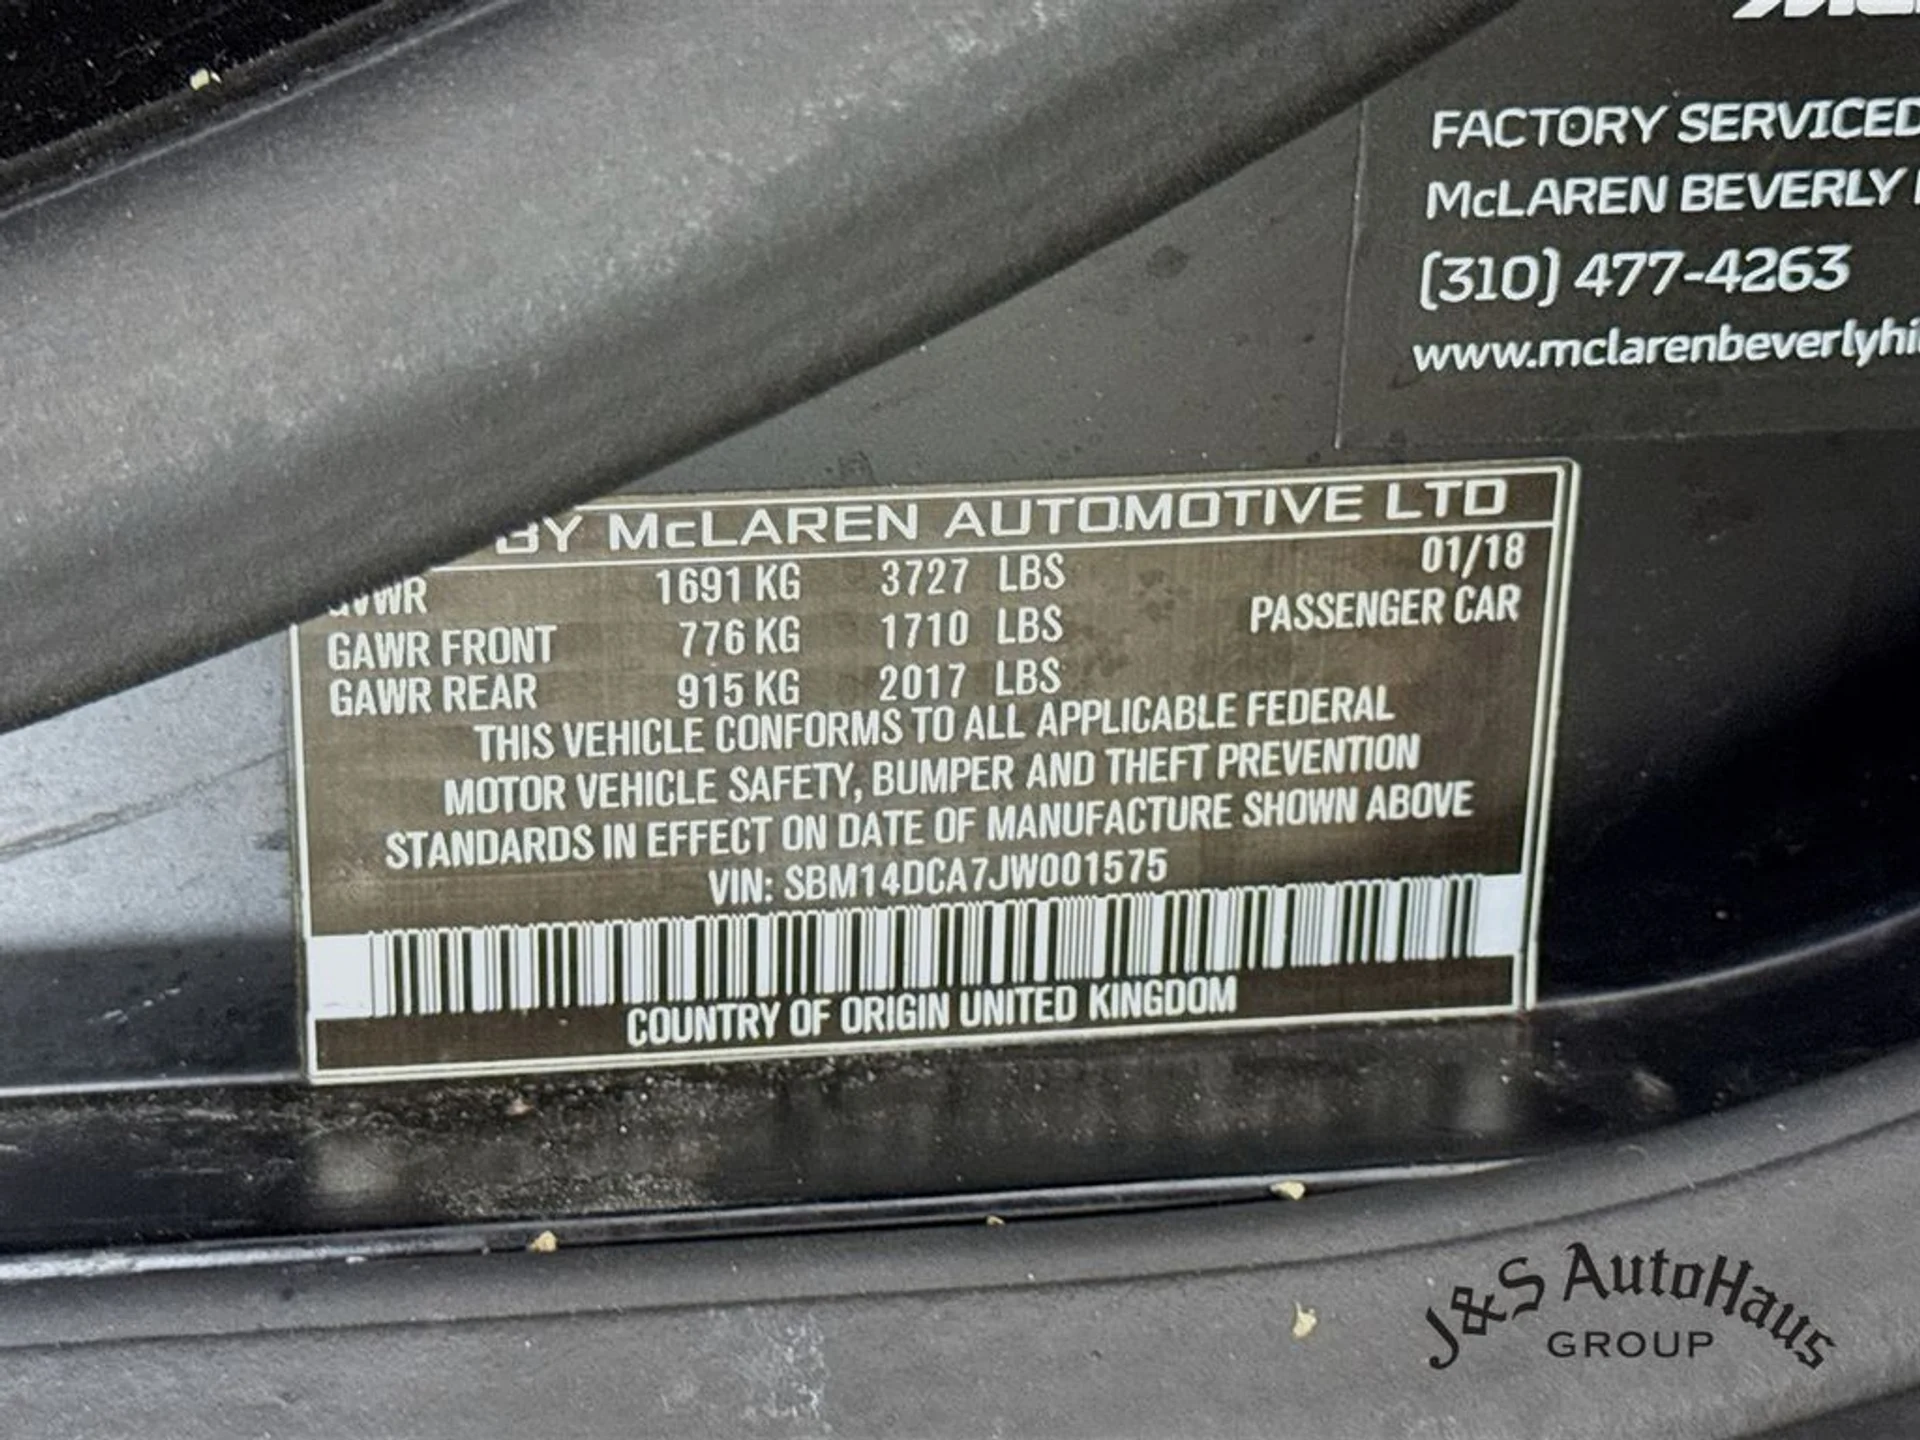 FACTORY SERVICED
McLAREN BEVERLY
(310) 477-4263
www.mclarenbeverlyhi
BY McLAREN AUTOMOTIVE LTD
01/18
GVWR 1691 KG 3727 LBS
PASSENGER CAR
GAWR FRONT 776 KG 1710 LBS
GAWR REAR 915 KG 2017 LBS
THIS VEHICLE CONFORMS TO ALL APPLICABLE FEDERAL
MOTOR VEHICLE SAFETY, BUMPER AND THEFT PREVENTION
STANDARDS IN EFFECT ON DATE OF MANUFACTURE SHOWN ABOVE
VIN: SBM14DCA7JW001575
COUNTRY OF ORIGIN UNITED KINGDOM
J&S AutoHaus
GROUP